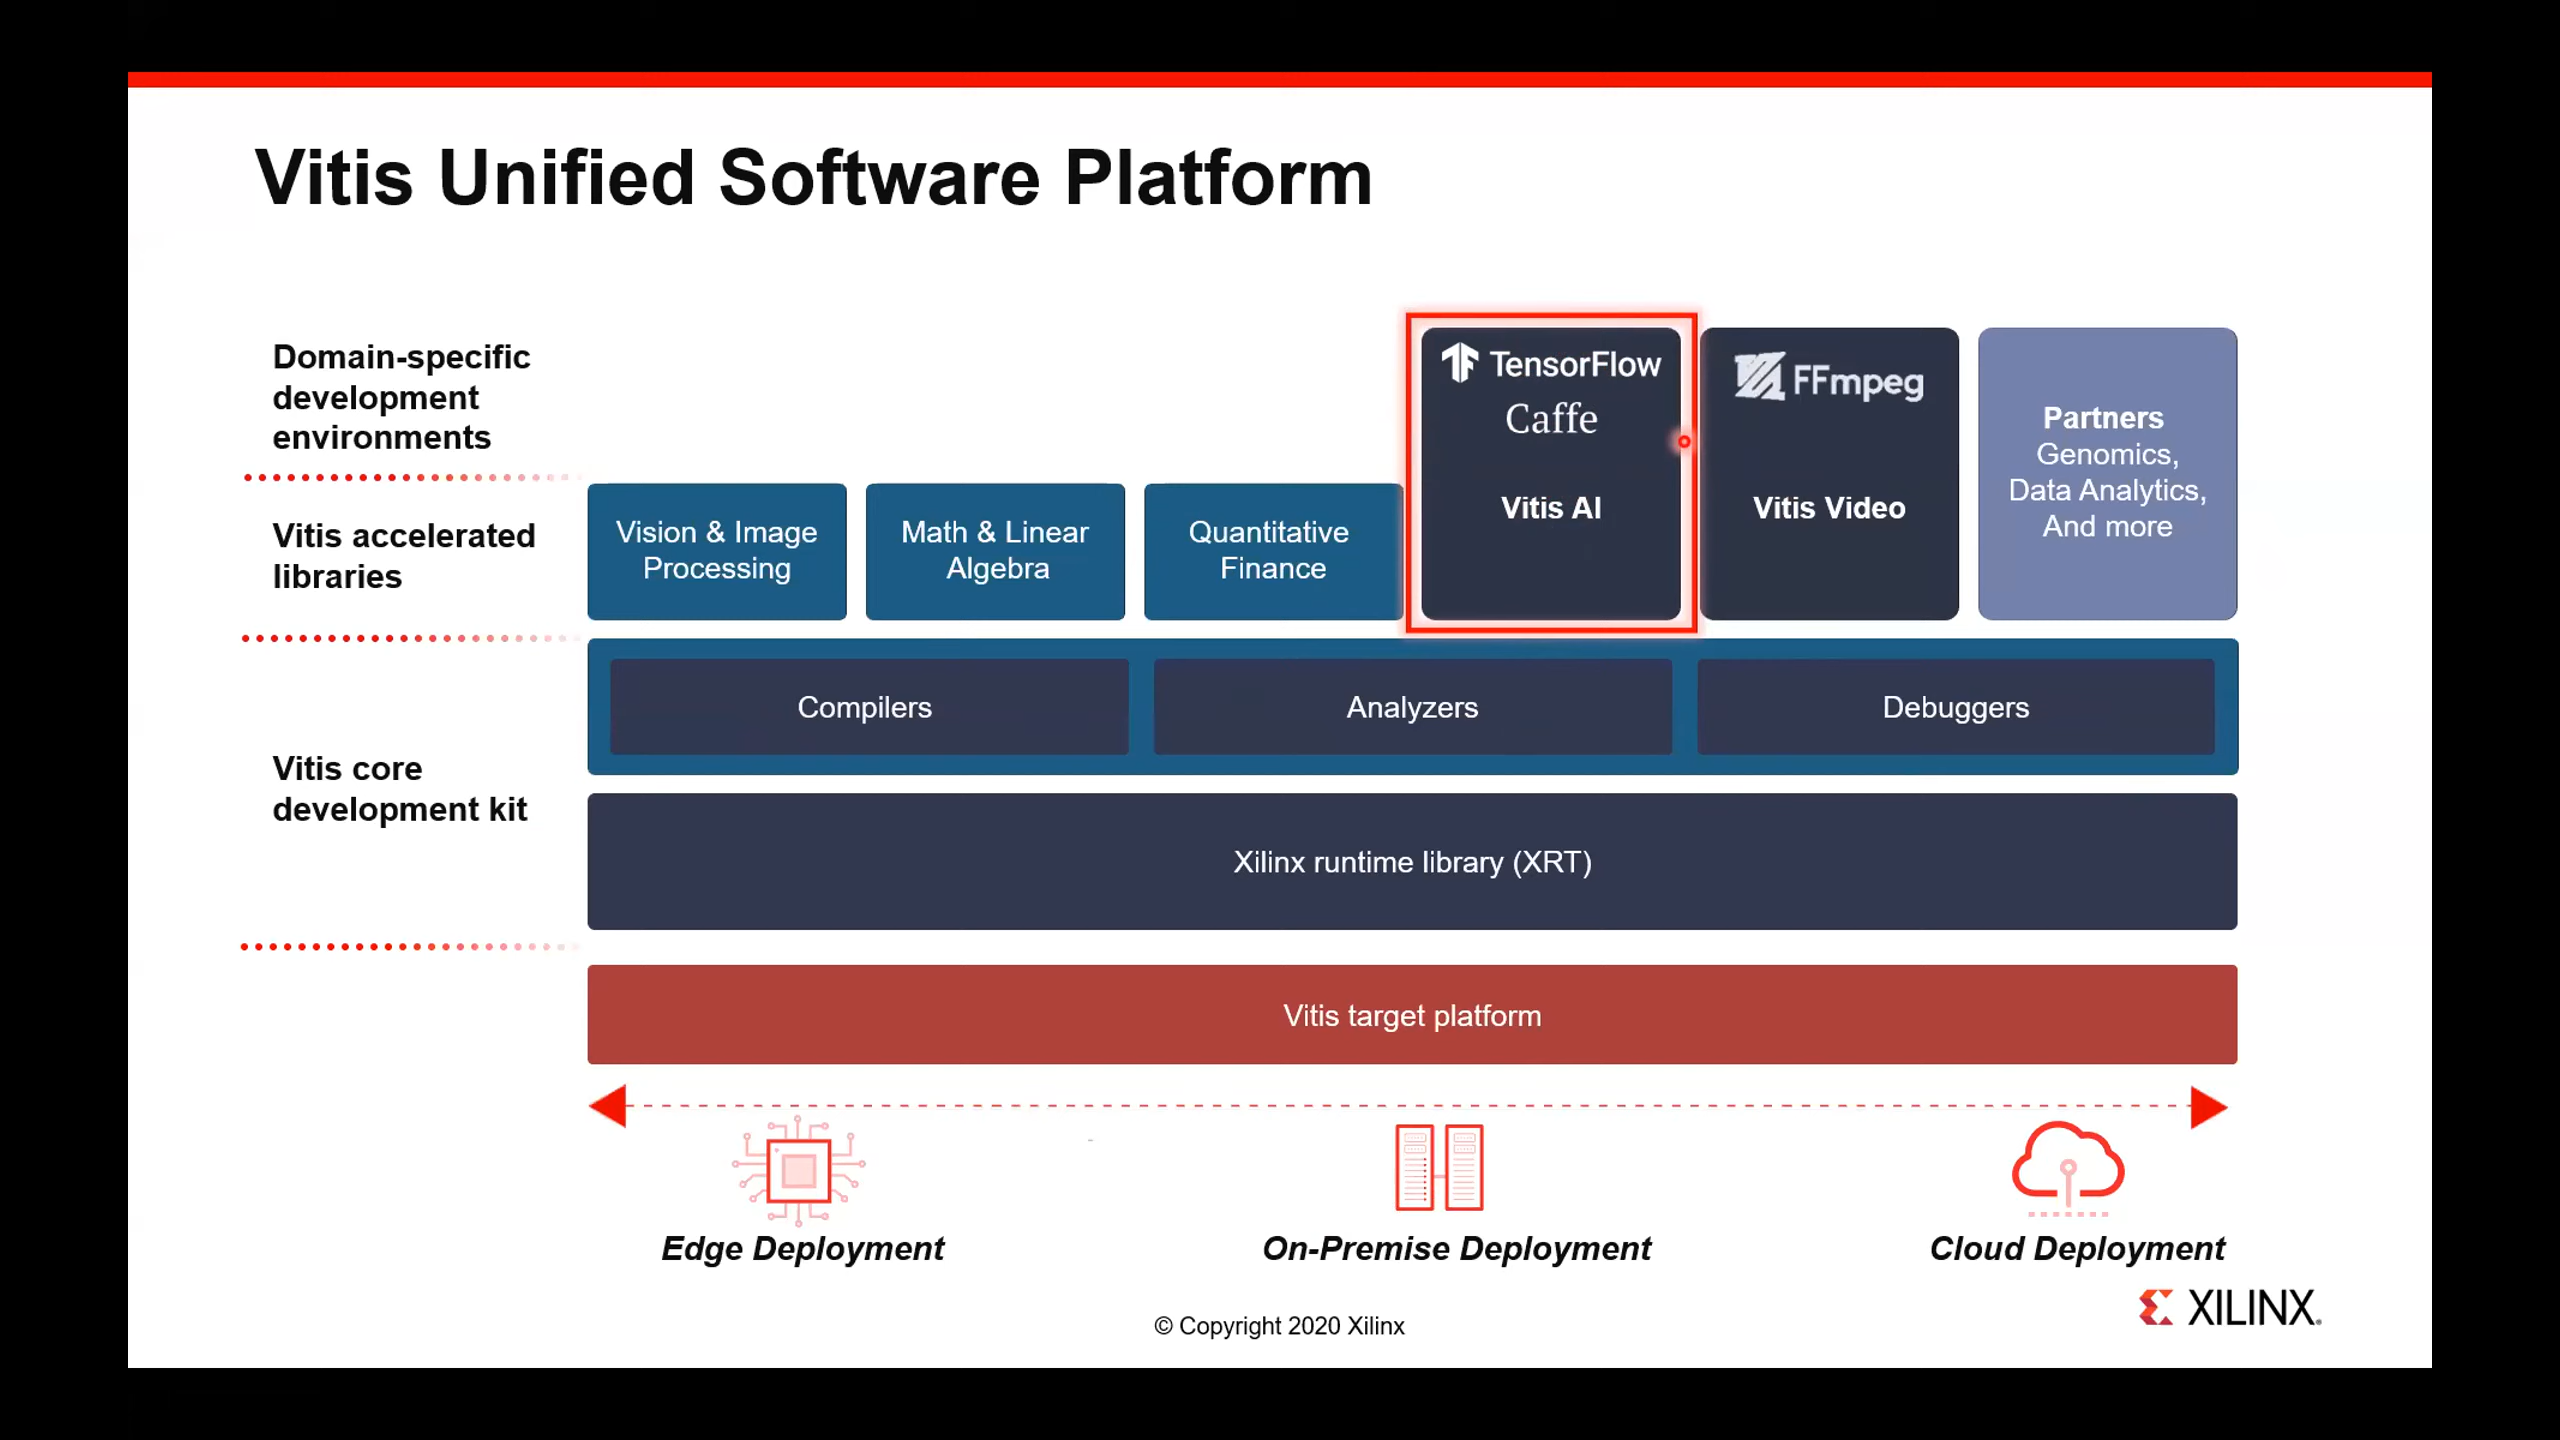 Vitis Unified Software Platform
Domain-specific
development
environments
TensorFlow
Caffe
Vitis AI
FFmpeg
Vitis Video
Partners
Genomics,
Data Analytics,
And more
Vitis accelerated
libraries
Vision & Image
Processing
Math & Linear
Algebra
Quantitative
Finance
Vitis core
development kit
Compilers
Analyzers
Debuggers
Xilinx runtime library (XRT)
Vitis target platform
Edge Deployment
On-Premise Deployment
Cloud Deployment
© Copyright 2020 Xilinx
XILINX